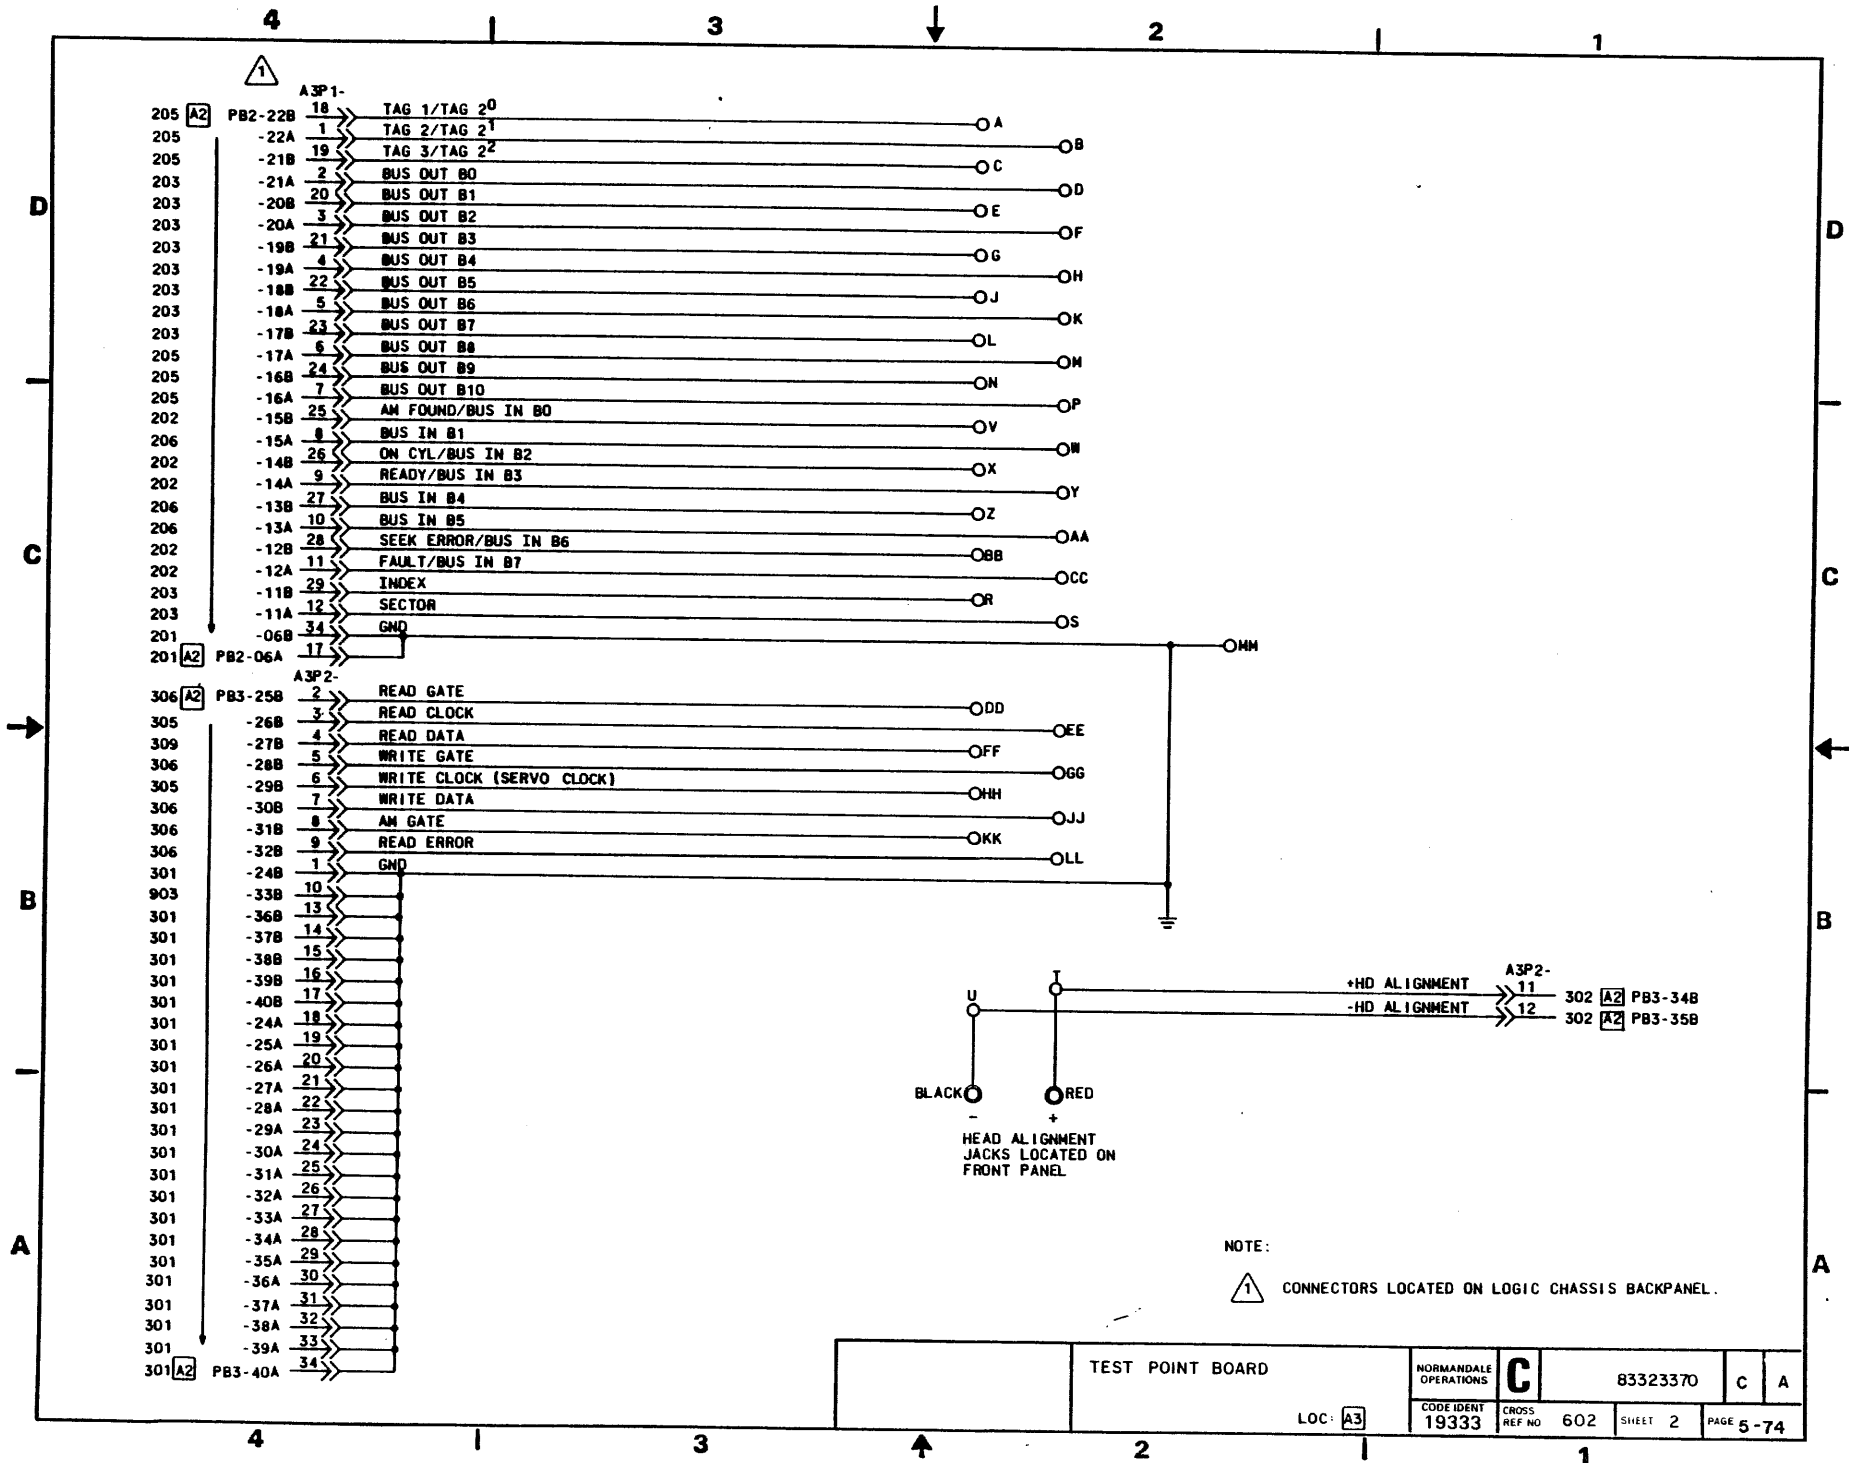 4 3 2 1
1
A3P1-
205 A2 PB2-22B 18 TAG 1/TAG 2⁰ A
205 -22A 1 TAG 2/TAG 2¹ B
205 -21B 19 TAG 3/TAG 2² C
203 -21A 2 BUS OUT B0 D
203 -20B 20 BUS OUT B1 E
203 -20A 3 BUS OUT B2 F
D D
203 -19B 21 BUS OUT B3 G
203 -19A 4 BUS OUT B4 H
203 -18B 22 BUS OUT B5 J
203 -18A 5 BUS OUT B6 K
203 -17B 23 BUS OUT B7 L
205 -17A 6 BUS OUT B8 M
205 -16B 24 BUS OUT B9 N
205 -16A 7 BUS OUT B10 P
202 -15B 25 AM FOUND/BUS IN B0 V
206 -15A 8 BUS IN B1 W
202 -14B 26 ON CYL/BUS IN B2 X
202 -14A 9 READY/BUS IN B3 Y
206 -13B 27 BUS IN B4 Z
206 -13A 10 BUS IN B5 AA
202 -12B 28 SEEK ERROR/BUS IN B6 BB
C C
202 -12A 11 FAULT/BUS IN B7 CC
203 -11B 29 INDEX R
203 -11A 12 SECTOR S
201 -06B 34 GND MM
201 A2 PB2-06A 17
A3P2-
306 A2 PB3-25B 2 READ GATE DD
305 -26B 3 READ CLOCK EE
309 -27B 4 READ DATA FF
306 -28B 5 WRITE GATE GG
305 -29B 6 WRITE CLOCK (SERVO CLOCK) HH
306 -30B 7 WRITE DATA JJ
306 -31B 8 AM GATE KK
306 -32B 9 READ ERROR LL
301 -24B 1 GND
903 -33B 10
B B
301 -36B 13
301 -37B 14
301 -38B 15
301 -39B 16
301 -40B 17
301 -24A 18
301 -25A 19
301 -26A 20
301 -27A 21
301 -28A 22
301 -29A 23
301 -30A 24
301 -31A 25
301 -32A 26
301 -33A 27
301 -34A 28
A A
301 -35A 29
301 -36A 30
301 -37A 31
301 -38A 32
301 -39A 33
301 A2 PB3-40A 34
A3P2-
T +HD ALIGNMENT 11 302 A2 PB3-34B
U -HD ALIGNMENT 12 302 A2 PB3-35B
BLACK RED
- +
HEAD ALIGNMENT
JACKS LOCATED ON
FRONT PANEL
NOTE:
1 CONNECTORS LOCATED ON LOGIC CHASSIS BACKPANEL.
TEST POINT BOARD
LOC: A3
NORMANDALE
OPERATIONS
C 83323370 C A
CODE IDENT
19333
CROSS
REF NO 602 SHEET 2 PAGE 5-74
4 3 2 1